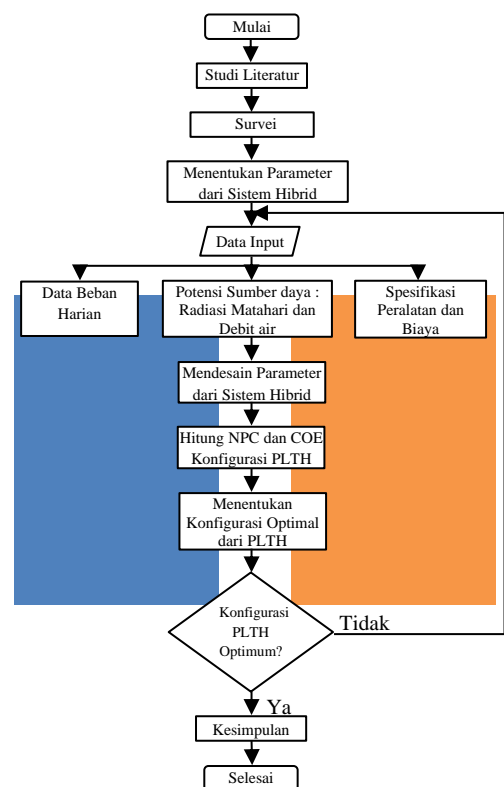 Mulai
Studi Literatur
Survei
Menentukan Parameter
dari Sistem Hibrid
Data Input
Data Beban
Harian
Potensi Sumber daya :
Radiasi Matahari dan
Debit air
Spesifikasi
Peralatan dan
Biaya
Mendesain Parameter
dari Sistem Hibrid
Hitung NPC dan COE
Konfigurasi PLTH
Menentukan
Konfigurasi Optimal
dari PLTH
Konfigurasi
PLTH
Optimum?
Tidak
Ya
Kesimpulan
Selesai